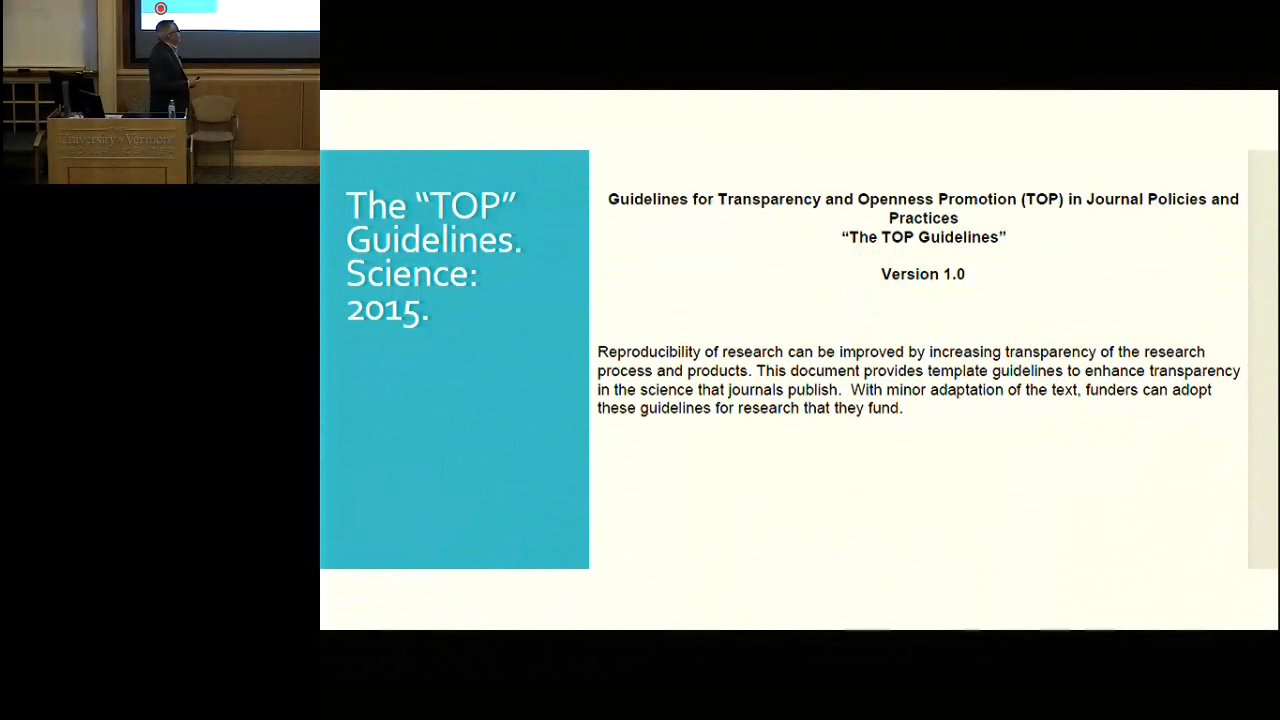 University of Vermont
MEDICAL CENTER
The “TOP”
Guidelines.
Science:
2015.
Guidelines for Transparency and Openness Promotion (TOP) in Journal Policies and
Practices
“The TOP Guidelines”
Version 1.0
Reproducibility of research can be improved by increasing transparency of the research
process and products. This document provides template guidelines to enhance transparency
in the science that journals publish.  With minor adaptation of the text, funders can adopt
these guidelines for research that they fund.